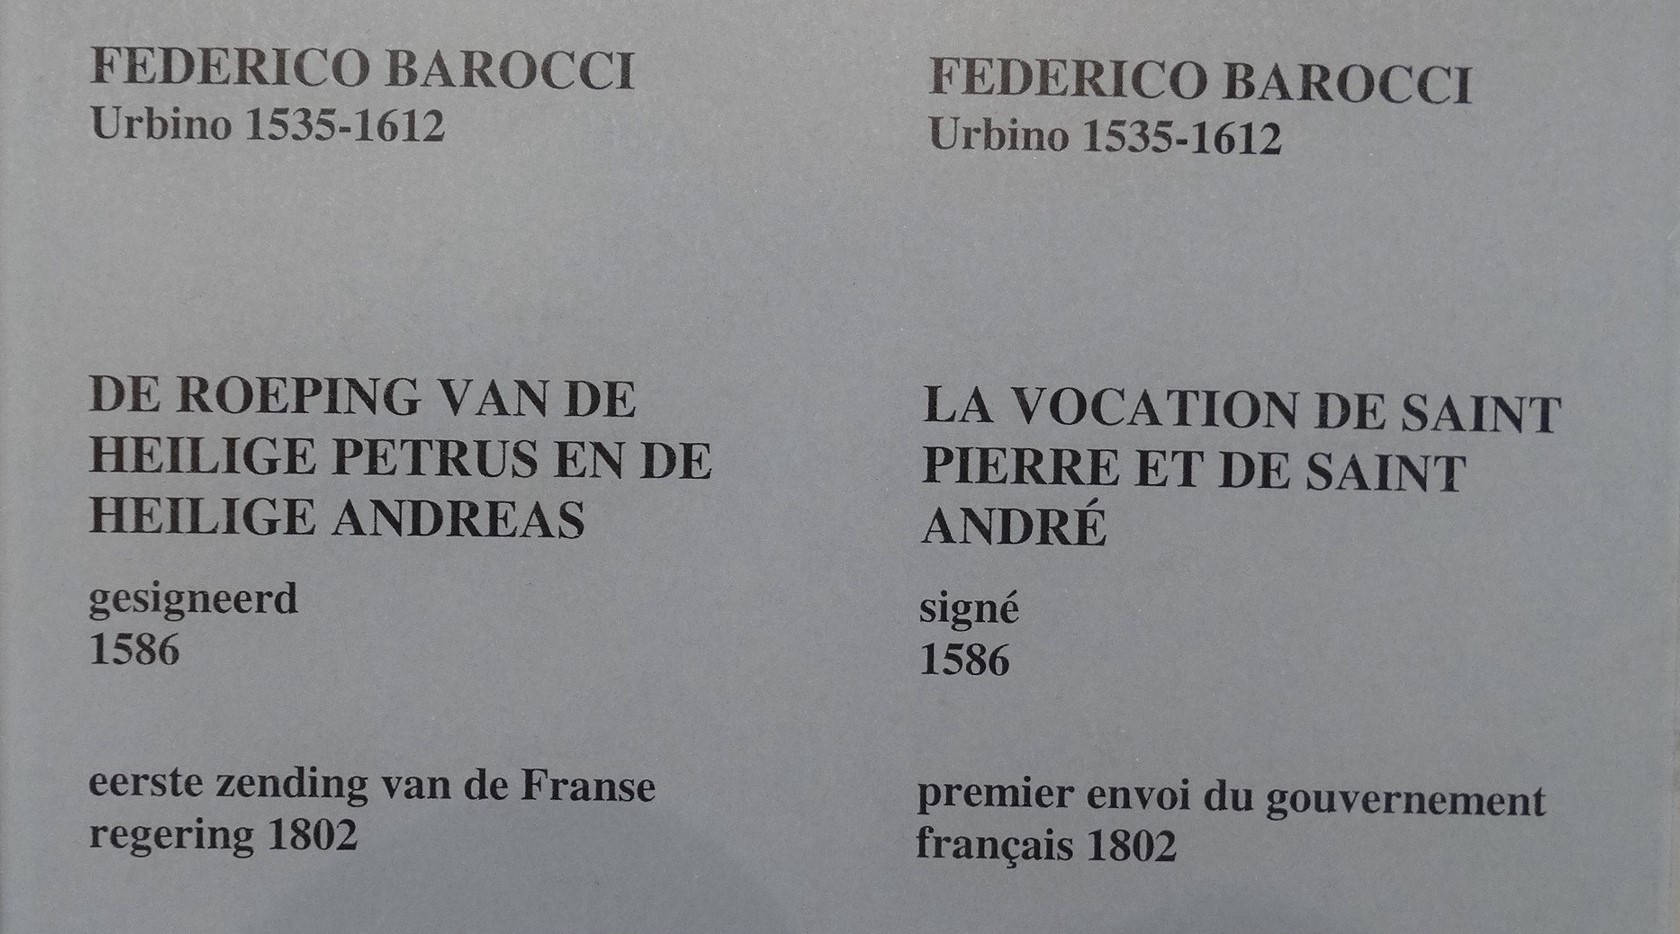 FEDERICO BAROCCI
Urbino 1535-1612
DE ROEPING VAN DE
HEILIGE PETRUS EN DE
HEILIGE ANDREAS
gesigneerd
1586
eerste zending van de Franse
regering 1802
FEDERICO BAROCCI
Urbino 1535-1612
LA VOCATION DE SAINT
PIERRE ET DE SAINT
ANDRÉ
signé
1586
premier envoi du gouvernement
français 1802